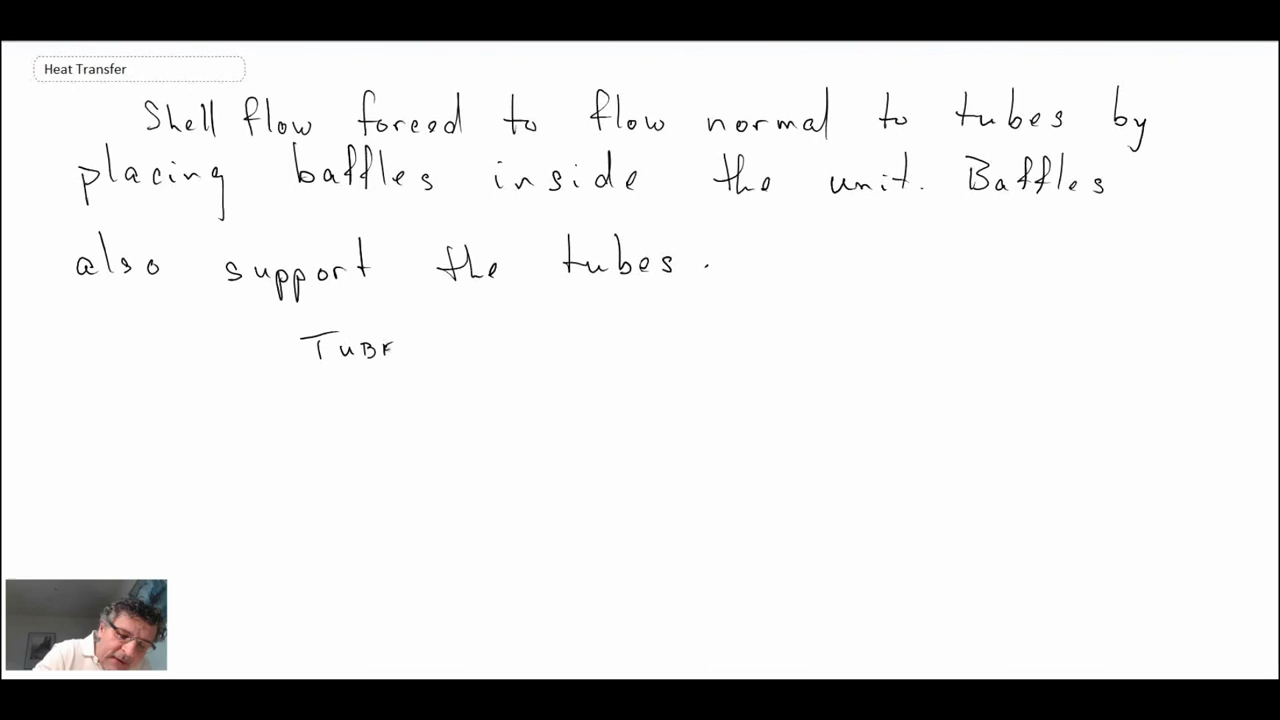 Heat Transfer
Shell flow forced to flow normal to tubes by
placing baffles inside the unit. Baffles
also support the tubes.
TUBE